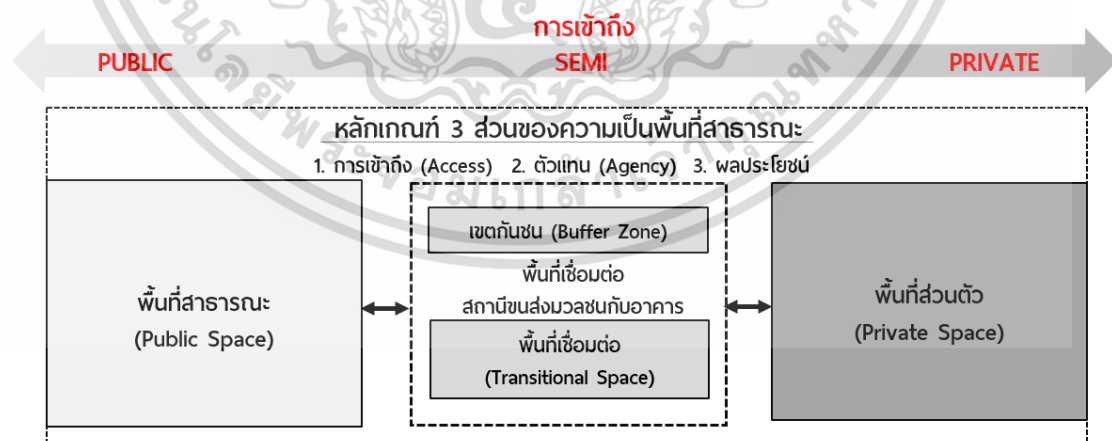 การเข้าถึง
PUBLIC SEMI PRIVATE
หลักเกณฑ์ 3 ส่วนของความเป็นพื้นที่สาธารณะ
1. การเข้าถึง (Access) 2. ตัวแทน (Agency) 3. ผลประโยชน์
พื้นที่สาธารณะ
(Public Space)
เขตกันชน (Buffer Zone)
พื้นที่เชื่อมต่อ
สถานีขนส่งมวลชนกับอาคาร
พื้นที่เชื่อมต่อ
(Transitional Space)
พื้นที่ส่วนตัว
(Private Space)